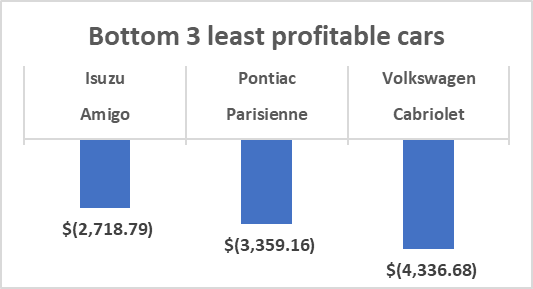 Bottom 3 least profitable cars
Isuzu Pontiac Volkswagen
Amigo Parisienne Cabriolet
$(2,718.79)
$(3,359.16)
$(4,336.68)